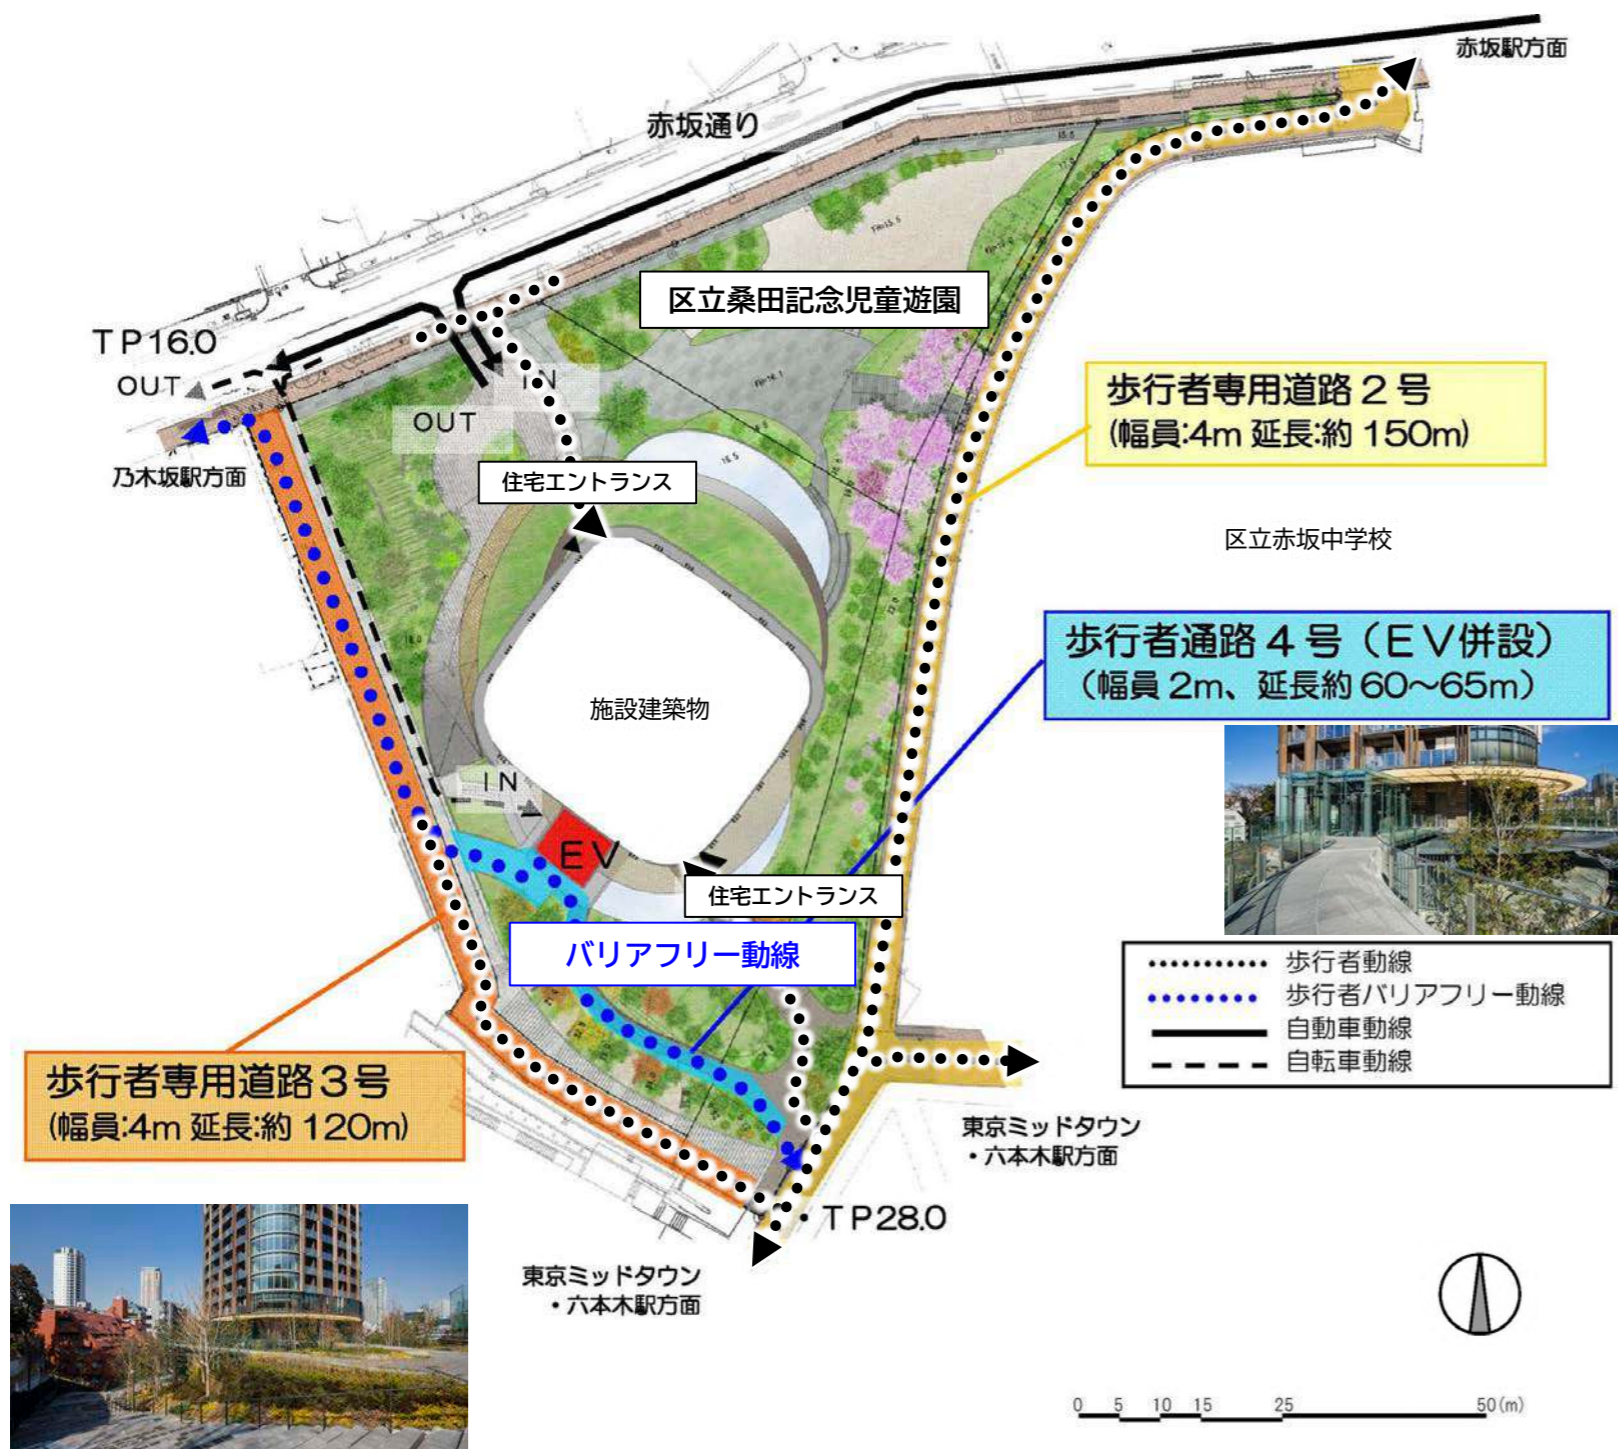 赤坂駅方面
赤坂通り
区立桑田記念児童遊園
TP16.0
OUT
IN
OUT
乃木坂駅方面
住宅エントランス
歩行者専用道路2号
(幅員:4m 延長:約 150m)
区立赤坂中学校
歩行者通路4号(EV併設)
(幅員 2m、延長約 60～65m)
施設建築物
IN
EV
住宅エントランス
バリアフリー動線
歩行者動線
歩行者バリアフリー動線
自動車動線
自転車動線
歩行者専用道路3号
(幅員:4m 延長:約 120m)
東京ミッドタウン
・六本木駅方面
TP28.0
東京ミッドタウン
・六本木駅方面
0 5 10 15 25 50(m)